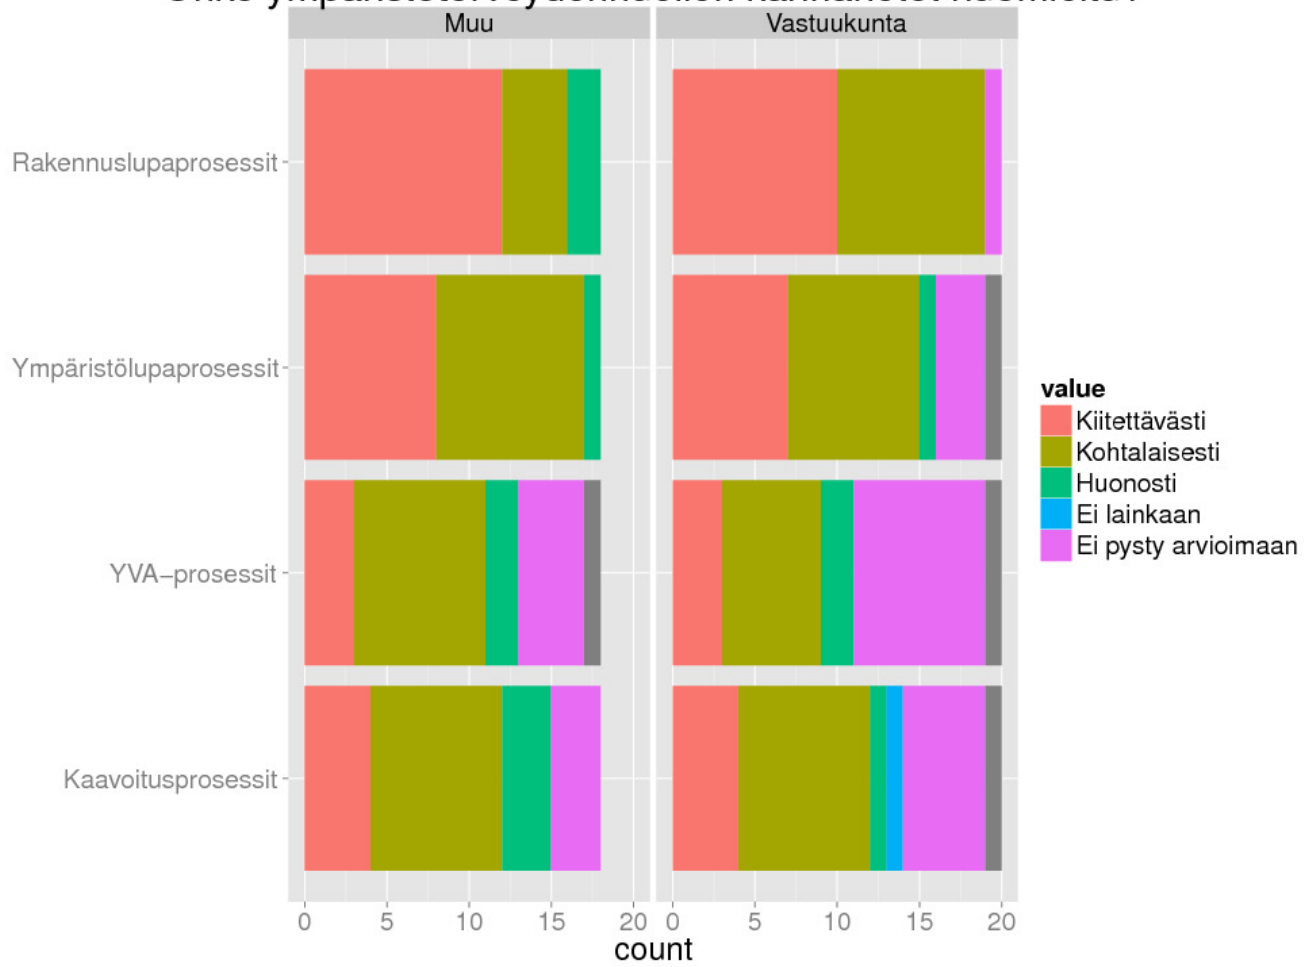 Muu
Vastuukunta
Rakennuslupaprosessit
Ympäristölupaprosessit
YVA–prosessit
Kaavoitusprosessit
0 5 10 15 20
0 5 10 15 20
count
value
Kiitettävästi
Kohtalaisesti
Huonosti
Ei lainkaan
Ei pysty arvioimaan